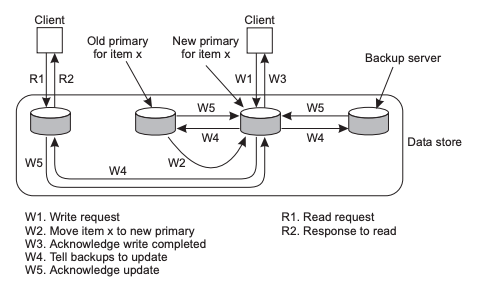 Client
Client
Old primary
for item x
New primary
for item x
Backup server
R1
R2
W1
W3
W5
W5
W4
W4
W5
W4
W2
Data store
W1. Write request
W2. Move item x to new primary
W3. Acknowledge write completed
W4. Tell backups to update
W5. Acknowledge update
R1. Read request
R2. Response to read